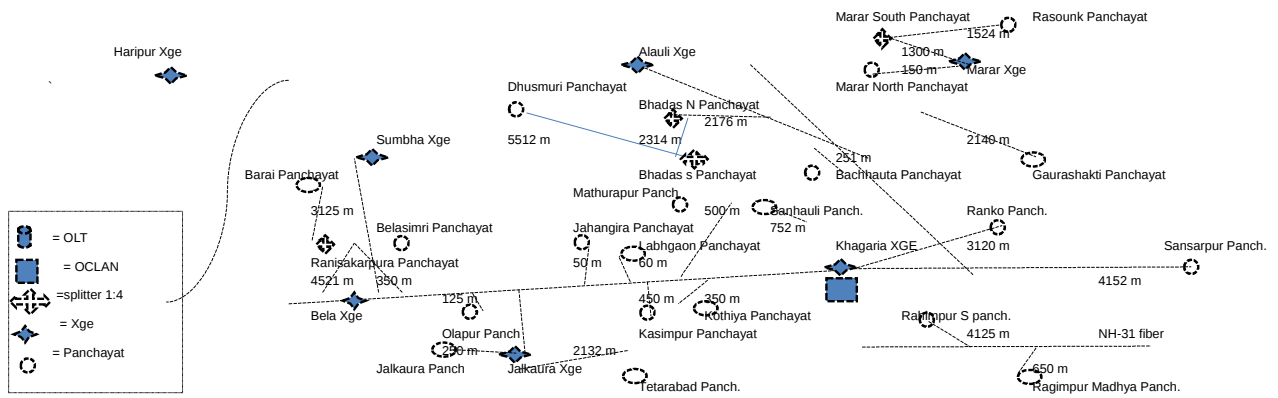 Marar South Panchayat
Rasounk Panchayat
1524 m
Haripur Xge
Alauli Xge
1300 m
150 m
Marar Xge
Dhusmuri Panchayat
Marar North Panchayat
Bhadas N Panchayat
2176 m
Sumbha Xge
5512 m
2314 m
2140 m
251 m
Barai Panchayat
Bhadas s Panchayat
Bachhauta Panchayat
Gaurashakti Panchayat
Mathurapur Panch.
3125 m
500 m
Sanhauli Panch.
Ranko Panch.
Belasimri Panchayat
Jahangira Panchayat
752 m
= OLT
Labhgaon Panchayat
Khagaria XGE
3120 m
Sansarpur Panch.
Ranisakarpura Panchayat
50 m
60 m
= OCLAN
4521 m
350 m
4152 m
=splitter 1:4
125 m
450 m
350 m
Bela Xge
Kothiya Panchayat
Rahimpur S panch.
= Xge
Olapur Panch
Kasimpur Panchayat
4125 m
NH-31 fiber
= Panchayat
250 m
2132 m
Jalkaura Panch
Jalkaura Xge
650 m
Tetarabad Panch.
Ragimpur Madhya Panch.